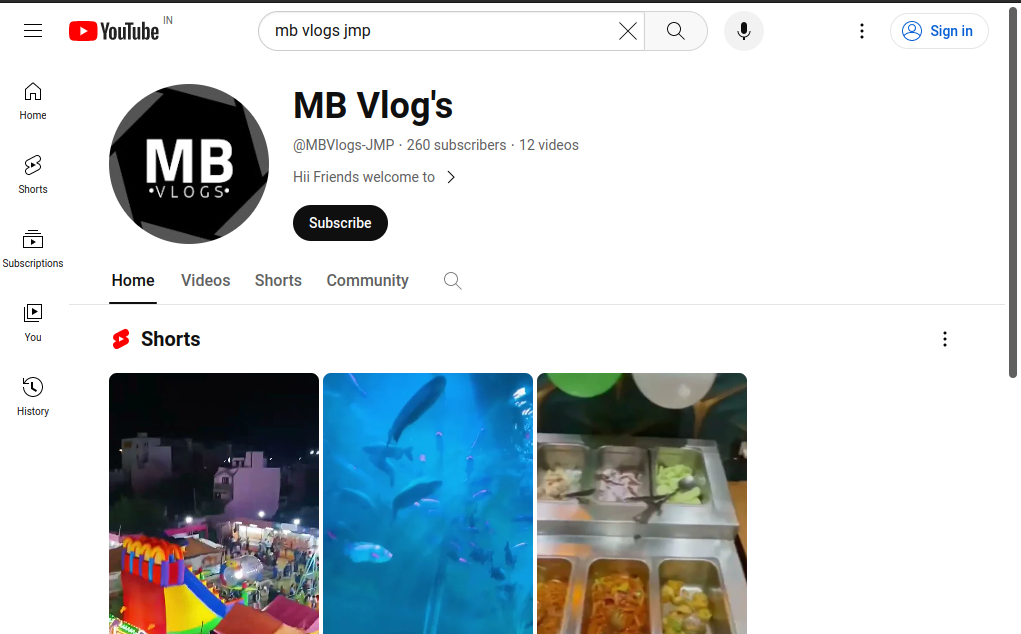 YouTube IN
mb vlogs jmp
Sign in
Home
Shorts
Subscriptions
You
History
MB
•VLOGS•
MB Vlog's
@MBVlogs-JMP · 260 subscribers · 12 videos
Hii Friends welcome to
Subscribe
Home Videos Shorts Community
Shorts